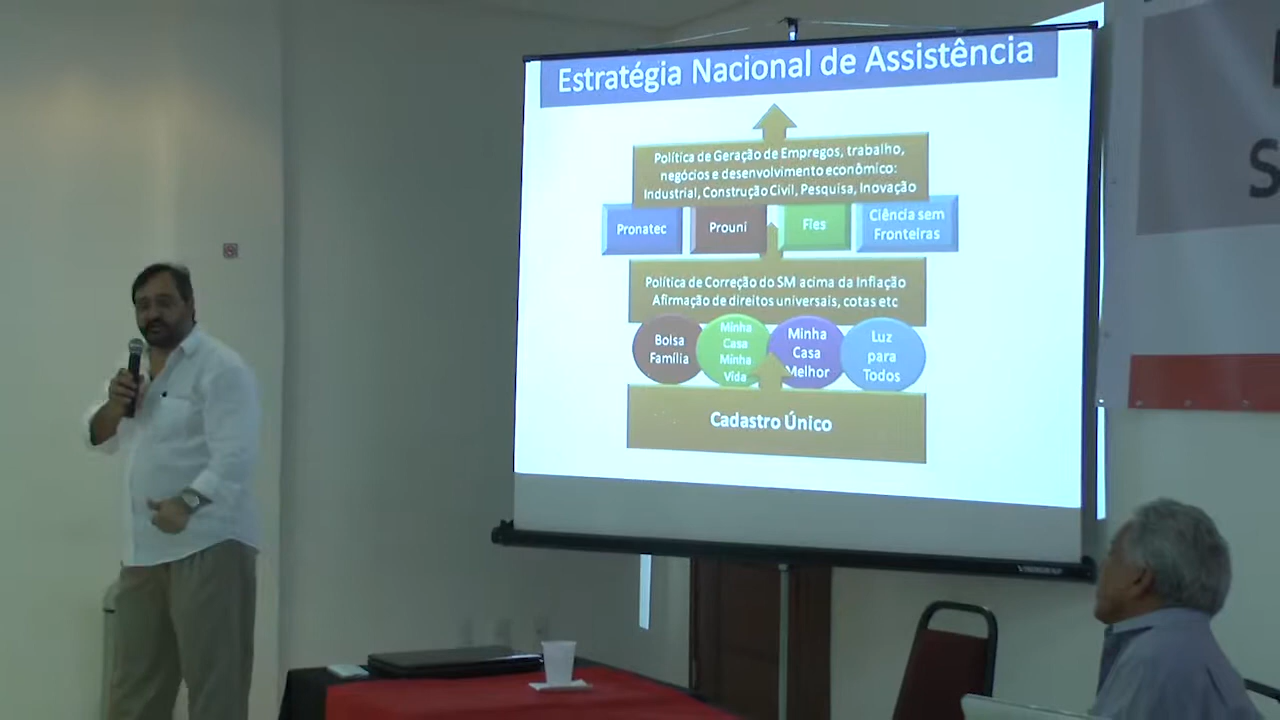 Estratégia Nacional de Assistência
Política de Geração de Empregos, trabalho,
negócios e desenvolvimento econômico:
Industrial, Construção Civil, Pesquisa, Inovação
Pronatec
Prouni
Fies
Ciência sem
Fronteiras
Política de Correção do SM acima da Inflação
Afirmação de direitos universais, cotas etc
Bolsa
Família
Minha
Casa
Minha
Vida
Minha
Casa
Melhor
Luz
para
Todos
Cadastro Único
S